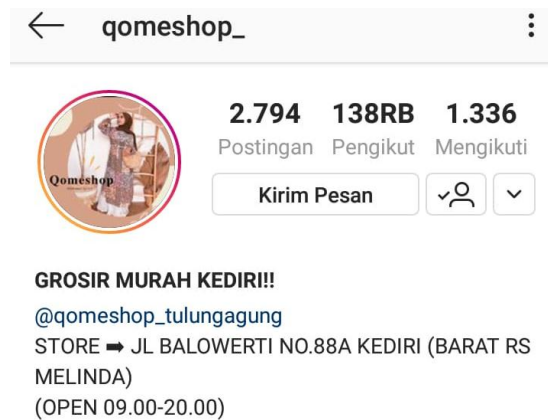 qomeshop_
Qomeshop
2.794 138RB 1.336
Postingan Pengikut Mengikuti
Kirim Pesan
GROSIR MURAH KEDIRI!!
@qomeshop_tulungagung
STORE ➡ JL BALOWERTI NO.88A KEDIRI (BARAT RS
MELINDA)
(OPEN 09.00-20.00)